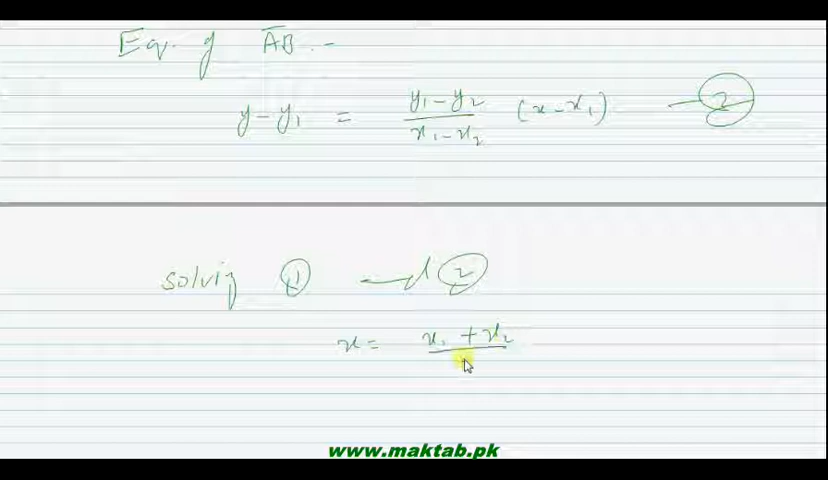 Eq. of AB :-
y - y₁ = (y₁ - y₂)/(x₁ - x₂) (x - x₁) — ②
solving ① and ②
x = x₁ + x₂
www.maktab.pk